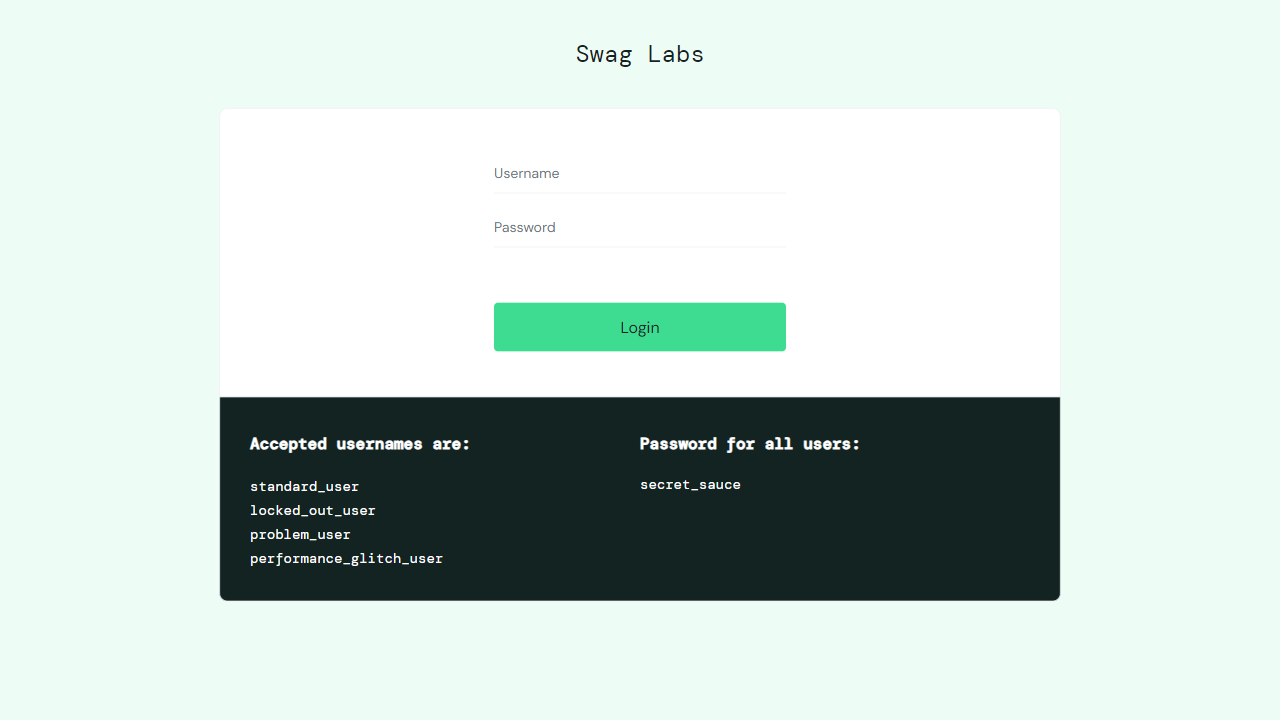 Swag Labs
Username
Password
Login
Accepted usernames are:
standard_user
locked_out_user
problem_user
performance_glitch_user
Password for all users:
secret_sauce